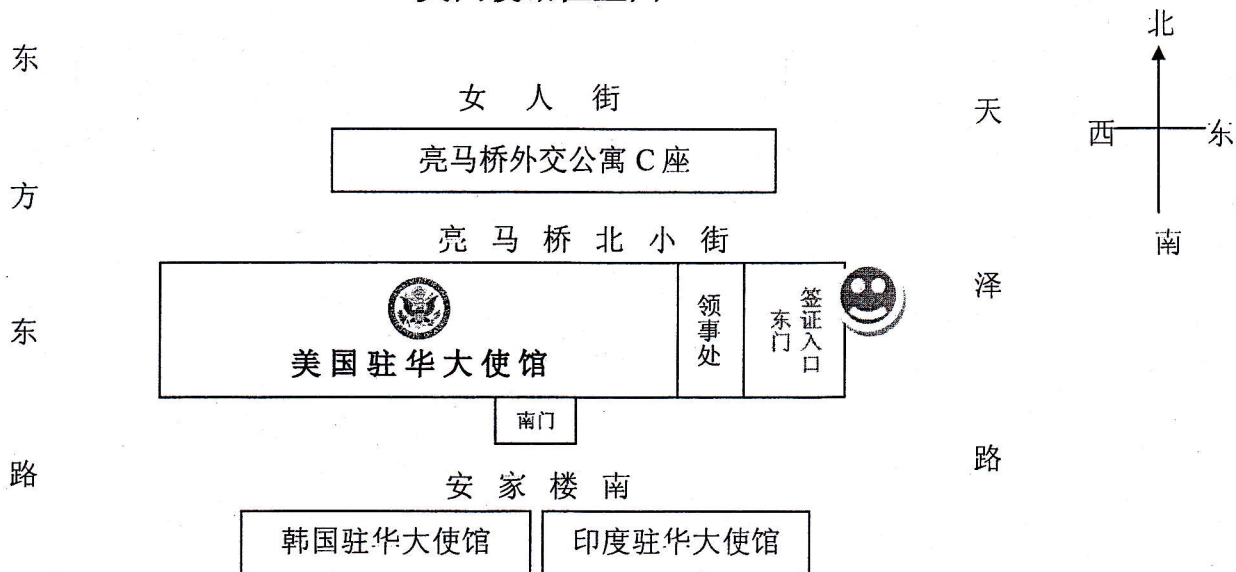 北
西 东
南
东方东路
天泽路
女人街
亮马桥外交公寓 C 座
亮马桥北小街
美国驻华大使馆
领事处
签证入口
东门
南门
安家楼南
韩国驻华大使馆
印度驻华大使馆